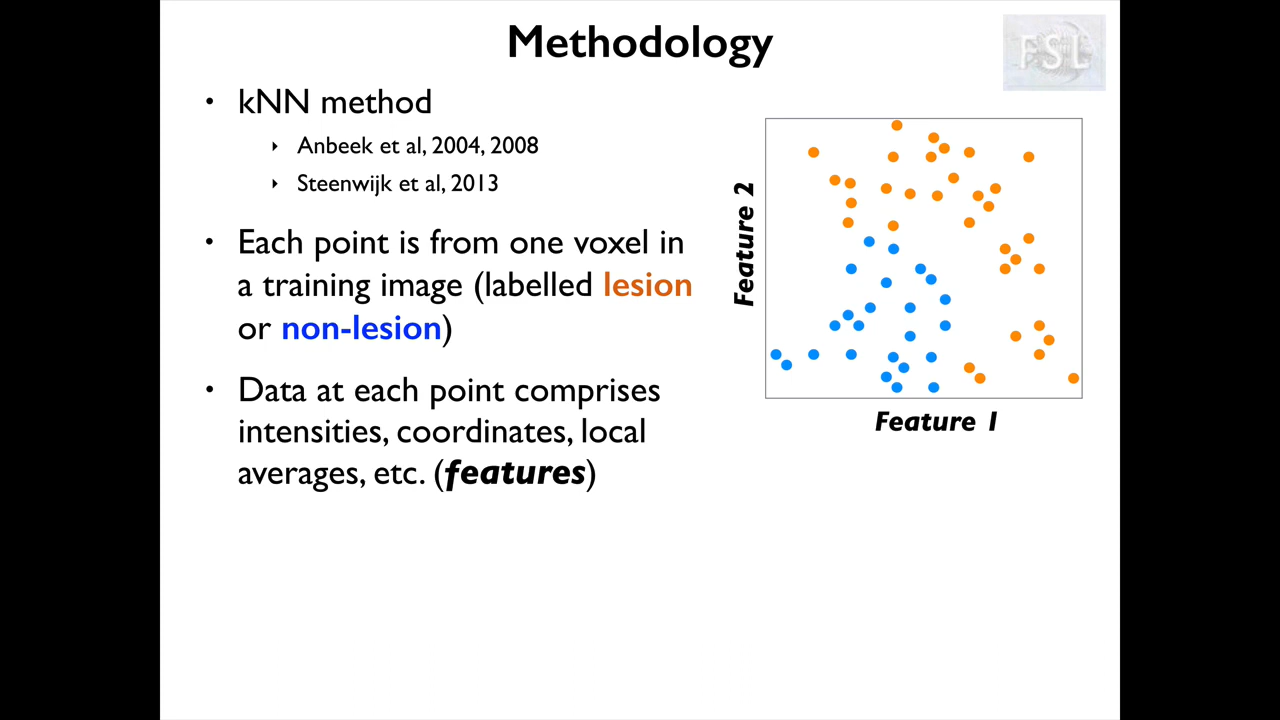 Methodology
FSL
• kNN method
‣ Anbeek et al, 2004, 2008
‣ Steenwijk et al, 2013
• Each point is from one voxel in
a training image (labelled lesion
or non-lesion)
• Data at each point comprises
intensities, coordinates, local
averages, etc. (features)
Feature 2
Feature 1